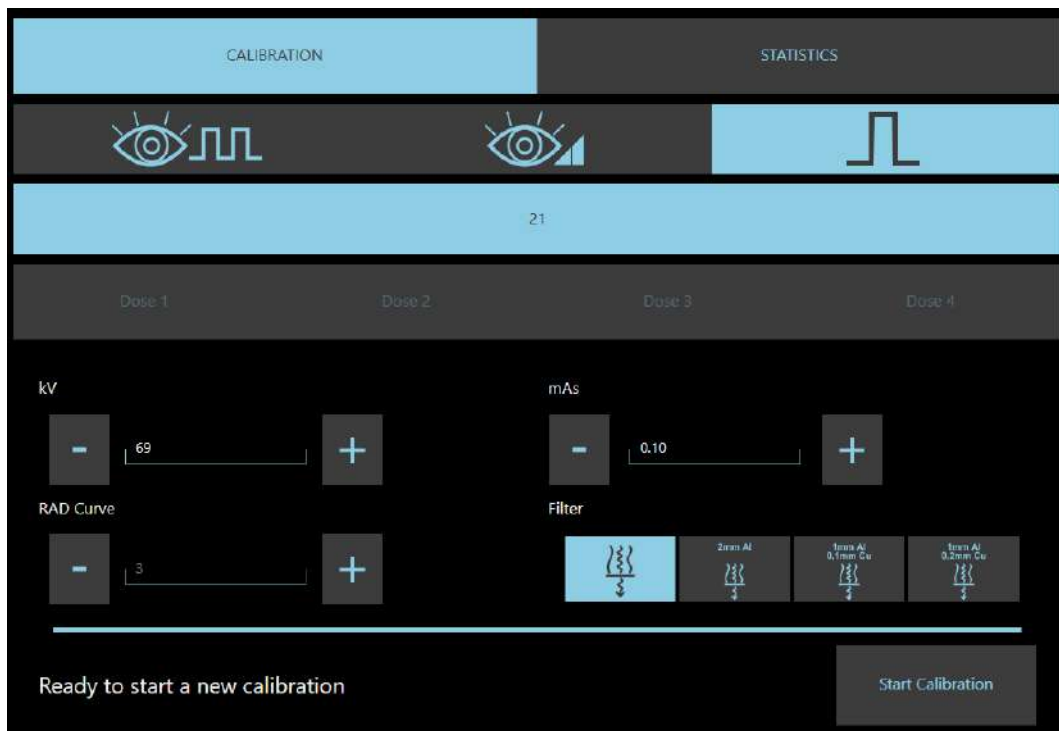 CALIBRATION STATISTICS
21
Dose 1 Dose 2 Dose 3 Dose 4
kV mAs
- 69 + - 0.10 +
RAD Curve Filter
- 3 +
2mm Al
1mm Al
0,1mm Cu
1mm Al
0,2mm Cu
Ready to start a new calibration
Start Calibration